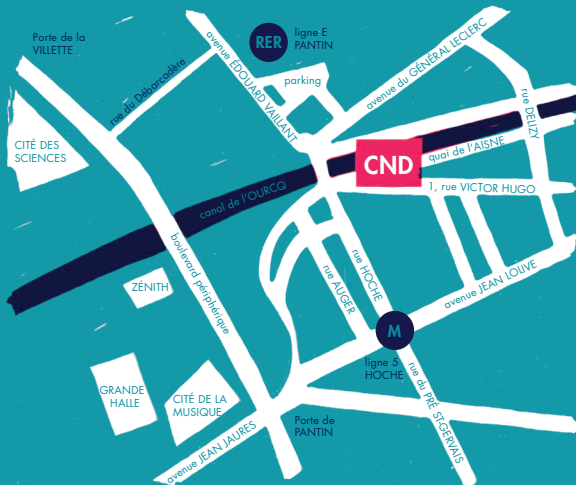 Porte de la
VILLETTE
RER
ligne E
PANTIN
avenue ÉDOUARD VAILLANT
parking
avenue du GÉNÉRAL LECLERC
rue du Débarcadère
rue DELIZY
CITÉ DES
SCIENCES
CND
quai de l'AISNE
1, rue VICTOR HUGO
canal de l'OURCQ
boulevard périphérique
ZÉNITH
rue AUGER
rue HOCHE
avenue JEAN LOLIVE
M
ligne 5
HOCHE
GRANDE
HALLE
CITÉ DE LA
MUSIQUE
Porte de
PANTIN
rue du PRÉ ST-GERVAIS
avenue JEAN JAURES